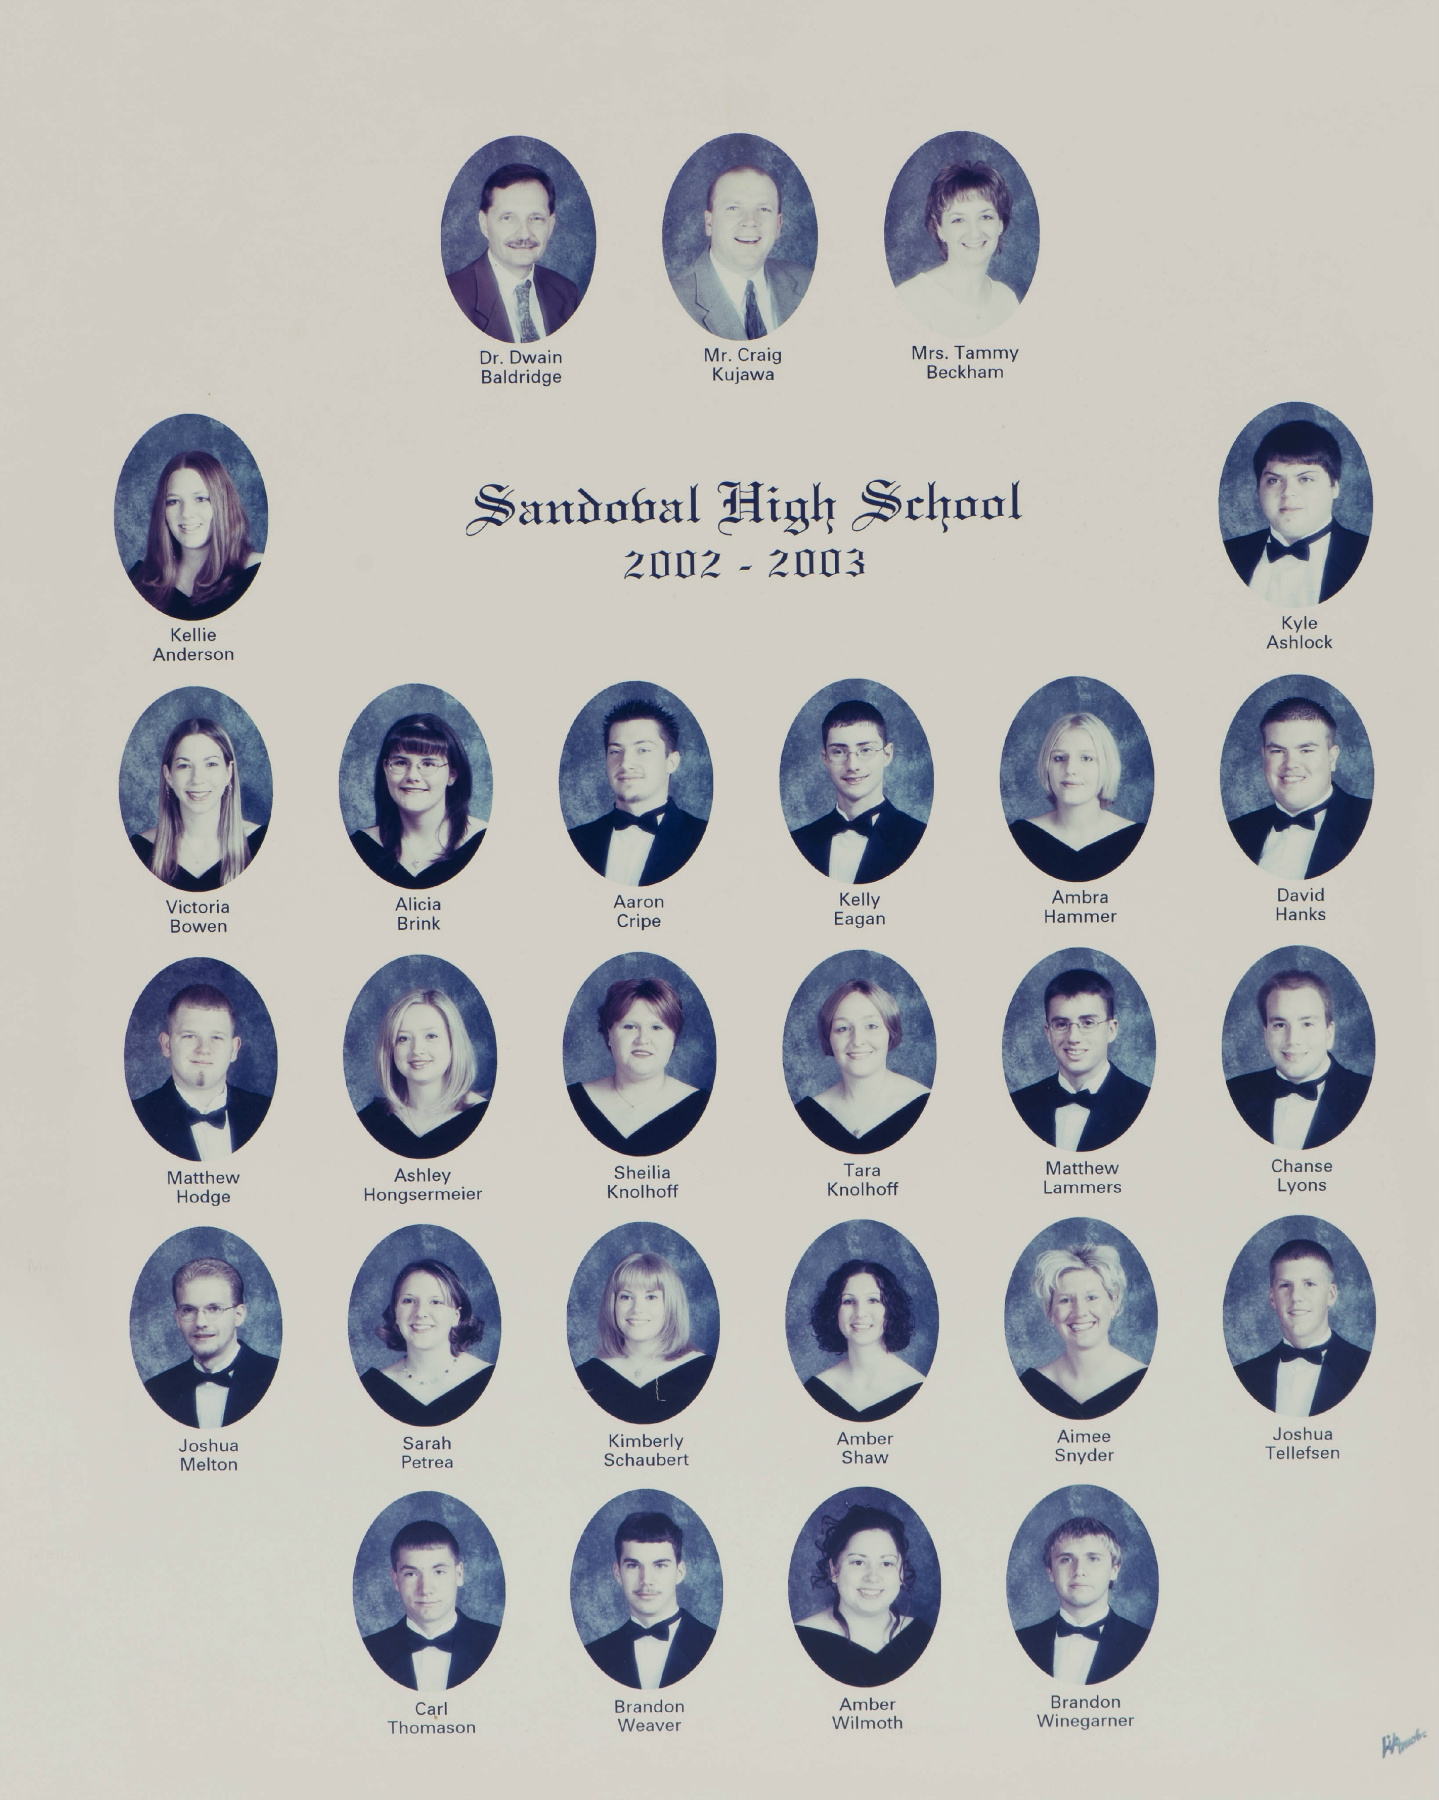 Dr. Dwain
Baldridge
Mr. Craig
Kujawa
Mrs. Tammy
Beckham
Sandoval High School
2002 - 2003
Kellie
Anderson
Kyle
Ashlock
Victoria
Bowen
Alicia
Brink
Aaron
Cripe
Kelly
Eagan
Ambra
Hammer
David
Hanks
Matthew
Hodge
Ashley
Hongsermeier
Sheilia
Knolhoff
Tara
Knolhoff
Matthew
Lammers
Chanse
Lyons
Joshua
Melton
Sarah
Petrea
Kimberly
Schaubert
Amber
Shaw
Aimee
Snyder
Joshua
Tellefsen
Carl
Thomason
Brandon
Weaver
Amber
Wilmoth
Brandon
Winegarner